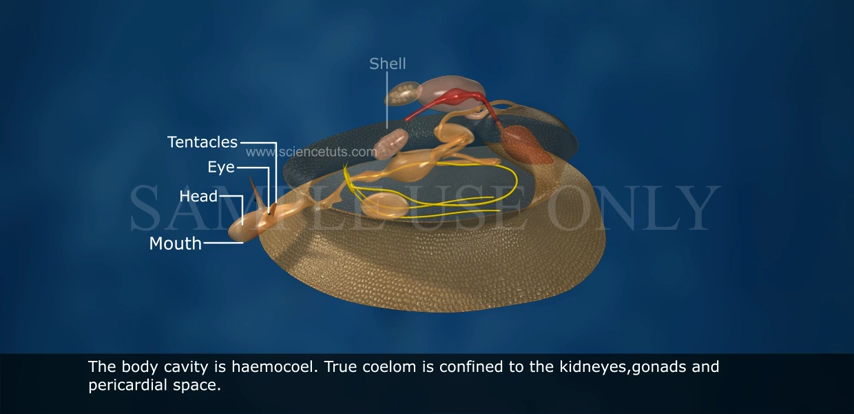 Shell
Tentacles
www.sciencetuts.com
Eye
SAMPLE USE ONLY
Head
Mouth
The body cavity is haemocoel. True coelom is confined to the kidneyes,gonads and
pericardial space.